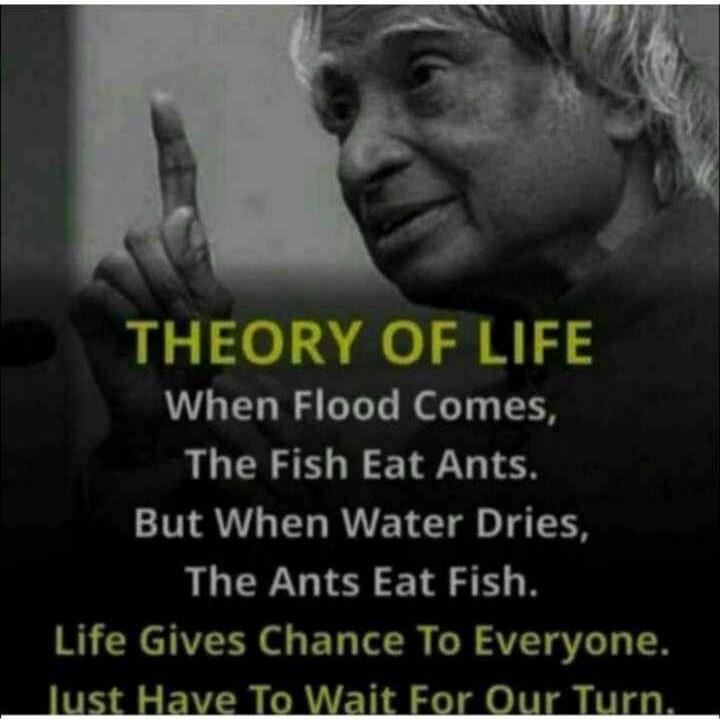 THEORY OF LIFE
When Flood Comes,
The Fish Eat Ants.
But When Water Dries,
The Ants Eat Fish.
Life Gives Chance To Everyone.
Just Have To Wait For Our Turn.